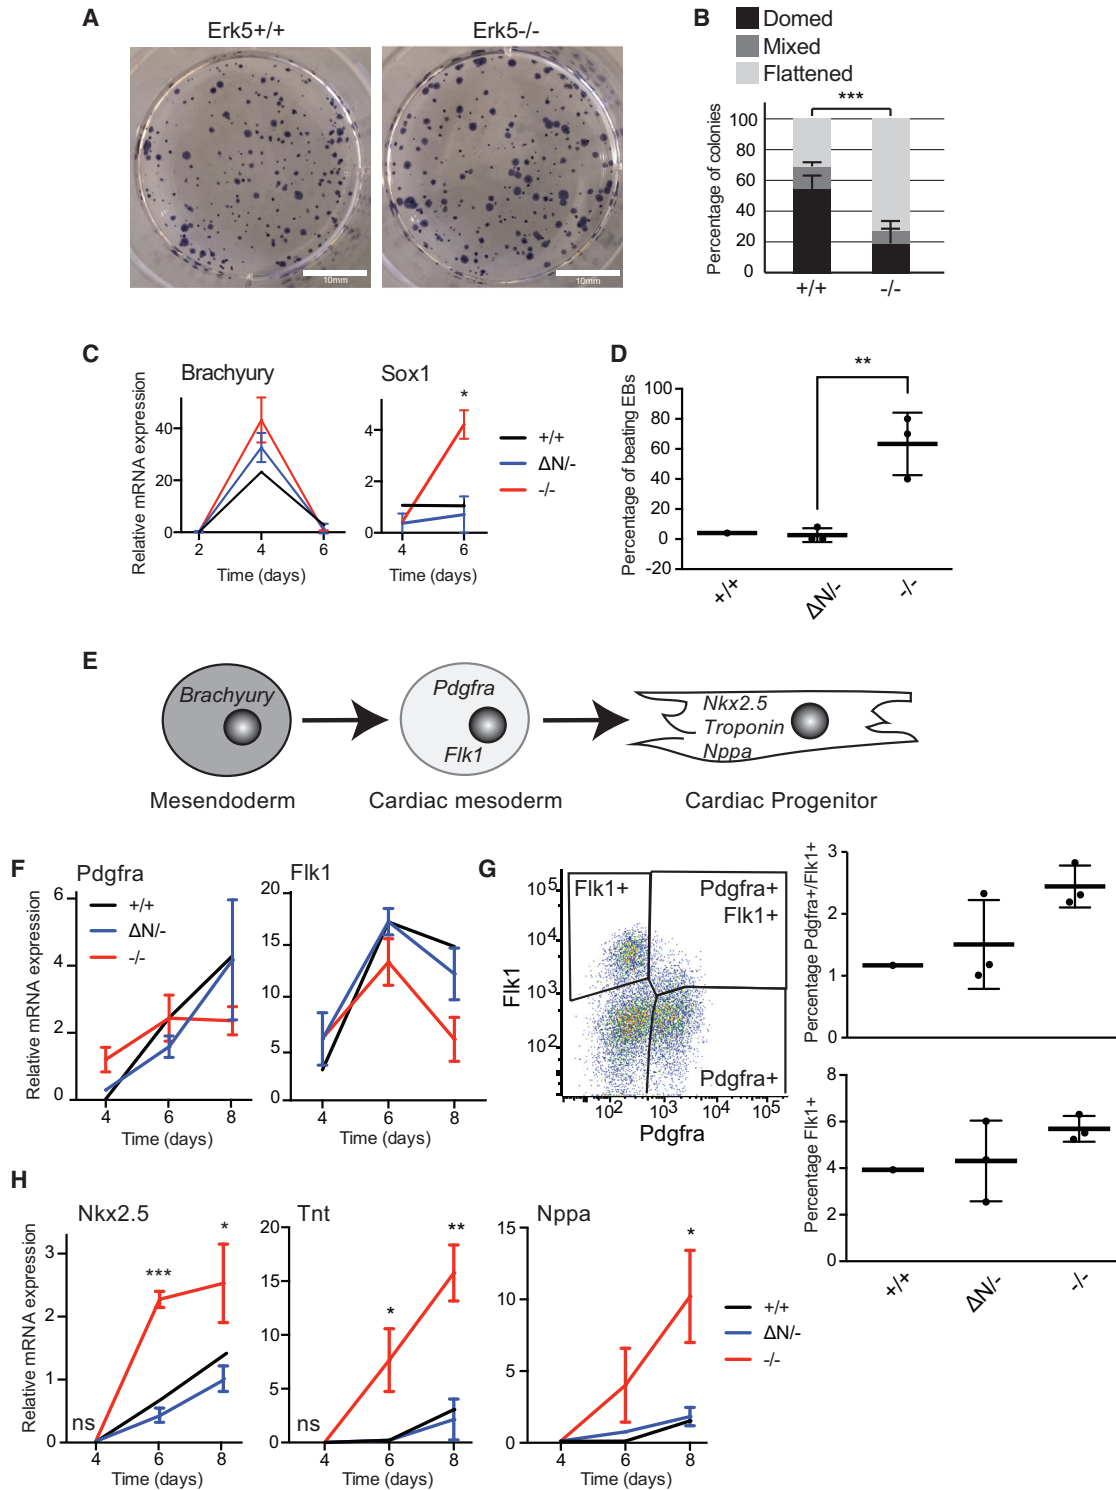 A
Erk5+/+
Erk5-/-
10mm
10mm
B
Domed
Mixed
Flattened
***
Percentage of colonies
100
80
60
40
20
0
+/+
-/-
C
Brachyury
Sox1
*
Relative mRNA expression
40
20
0
2
4
6
Time (days)
4
2
0
4
6
Time (days)
+/+
ΔN/-
-/-
D
**
Percentage of beating EBs
100
80
60
40
20
0
-20
+/+
ΔN/-
-/-
E
Brachyury
Pdgfra
Flk1
Nkx2.5
Troponin
Nppa
Mesendoderm
Cardiac mesoderm
Cardiac Progenitor
F
Pdgfra
+/+
ΔN/-
-/-
Relative mRNA expression
6
4
2
0
4
6
8
Time (days)
Flk1
20
15
10
5
0
4
6
8
Time (days)
G
Flk1+
Pdgfra+
Flk1+
Pdgfra+
Flk1
10⁵
10⁴
10³
10²
10²
10³
10⁴
10⁵
Pdgfra
Percentage Pdgfra+/Flk1+
3
2
1
0
Percentage Flk1+
8
6
4
2
0
+/+
ΔN/-
-/-
H
Nkx2.5
Relative mRNA expression
3
2
1
0
ns
***
*
4
6
8
Time (days)
Tnt
20
15
10
5
0
ns
*
**
4
6
8
Time (days)
Nppa
15
10
5
0
*
4
6
8
Time (days)
+/+
ΔN/-
-/-